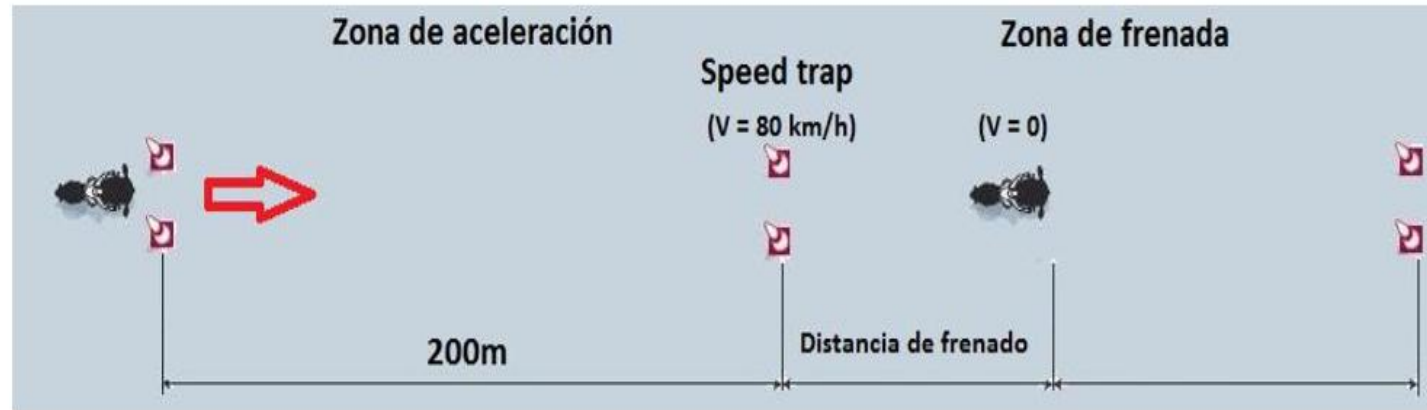 Zona de aceleración
Zona de frenada
Speed trap
(V = 80 km/h)
(V = 0)
200m
Distancia de frenado